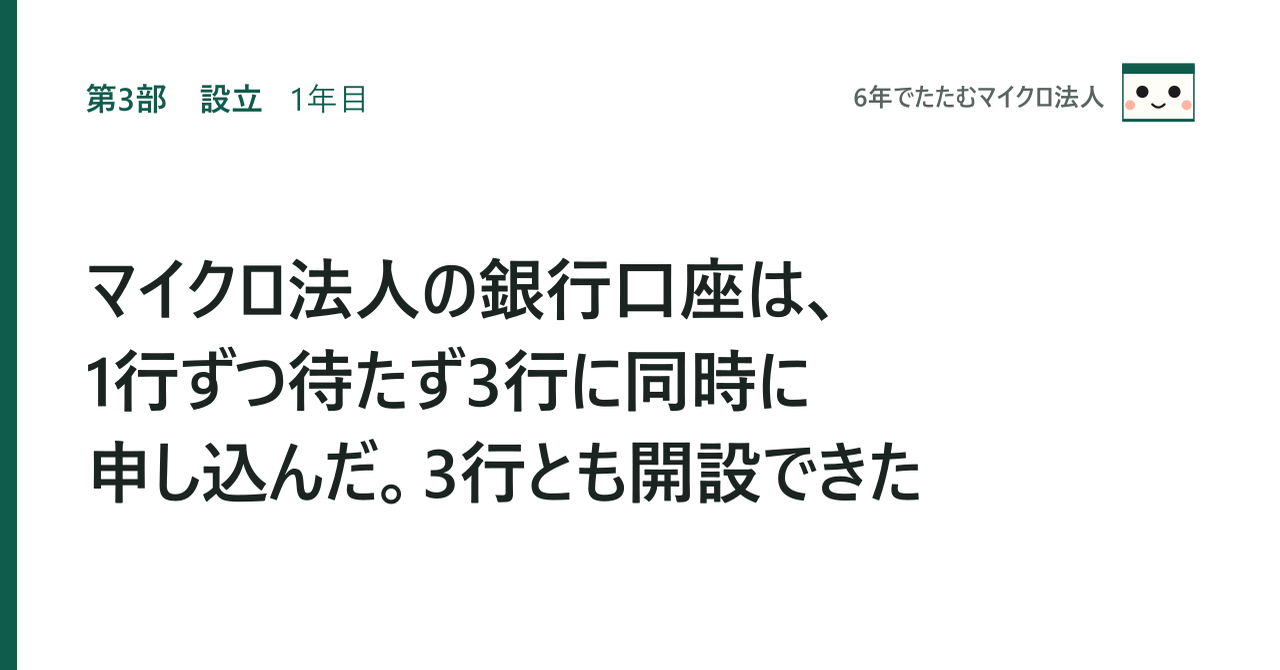 第3部　設立　1年目
6年でたたむマイクロ法人
マイクロ法人の銀行口座は、
1行ずつ待たず3行に同時に
申し込んだ。3行とも開設できた